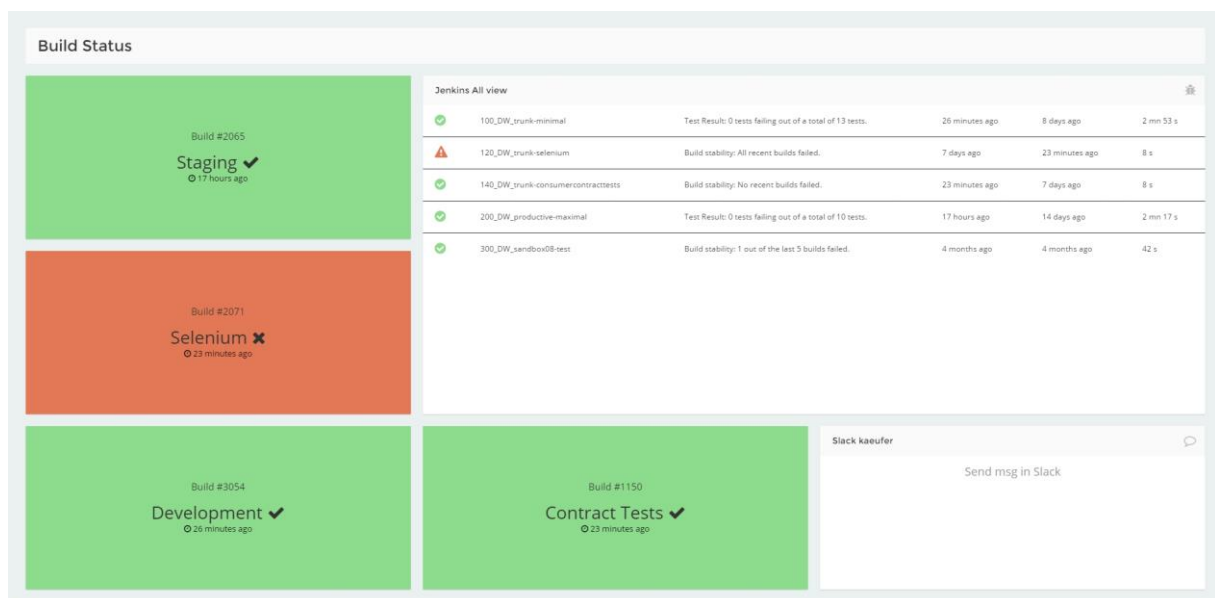 Build Status
Build #2065
Staging
17 hours ago
Jenkins All view
100_DW_trunk-minimal Test Result: 0 tests failing out of a total of 13 tests. 26 minutes ago 8 days ago 2 mn 53 s
120_DW_trunk-selenium Build stability: All recent builds failed. 7 days ago 23 minutes ago 8 s
140_DW_trunk-consumercontracttests Build stability: No recent builds failed. 23 minutes ago 7 days ago 8 s
200_DW_productive-maximal Test Result: 0 tests failing out of a total of 10 tests. 17 hours ago 14 days ago 2 mn 17 s
300_DW_sandbox08-test Build stability: 1 out of the last 5 builds failed. 4 months ago 4 months ago 42 s
Build #2071
Selenium
23 minutes ago
Build #3054
Development
26 minutes ago
Build #1150
Contract Tests
23 minutes ago
Slack kaeufer
Send msg in Slack